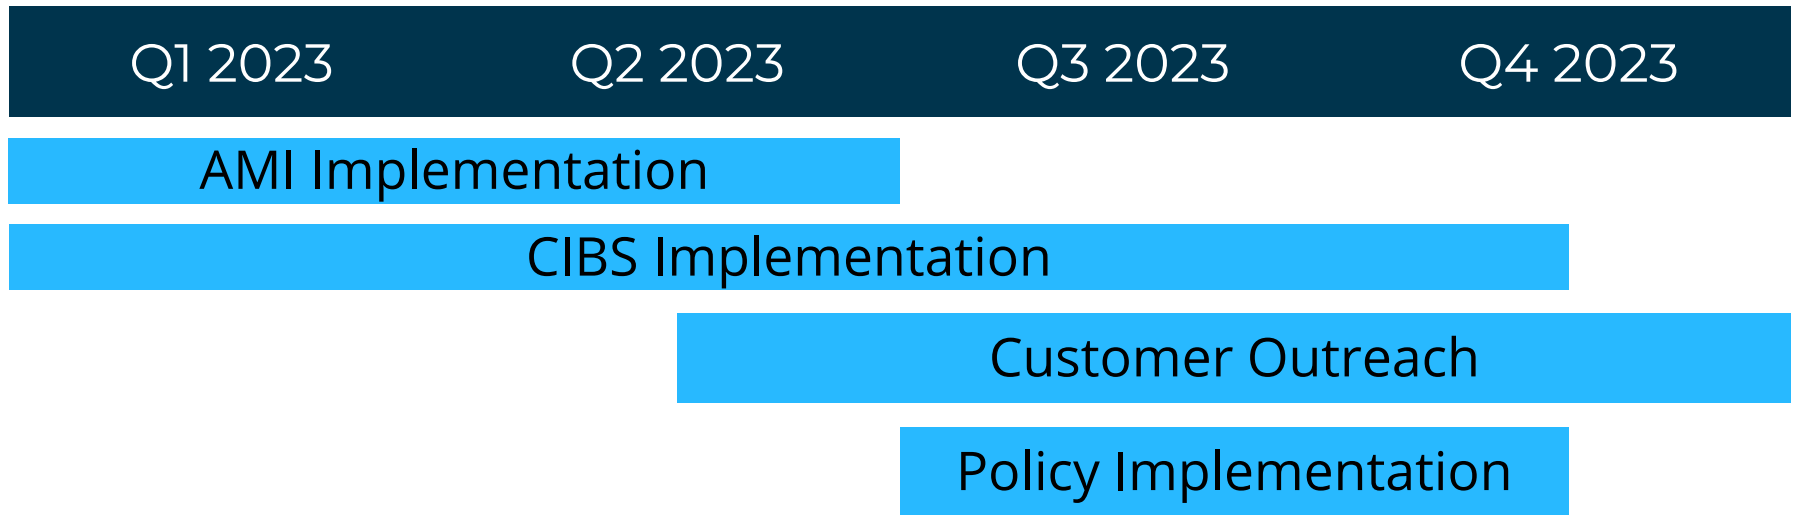 Q1 2023 Q2 2023 Q3 2023 Q4 2023
AMI Implementation
CIBS Implementation
Customer Outreach
Policy Implementation